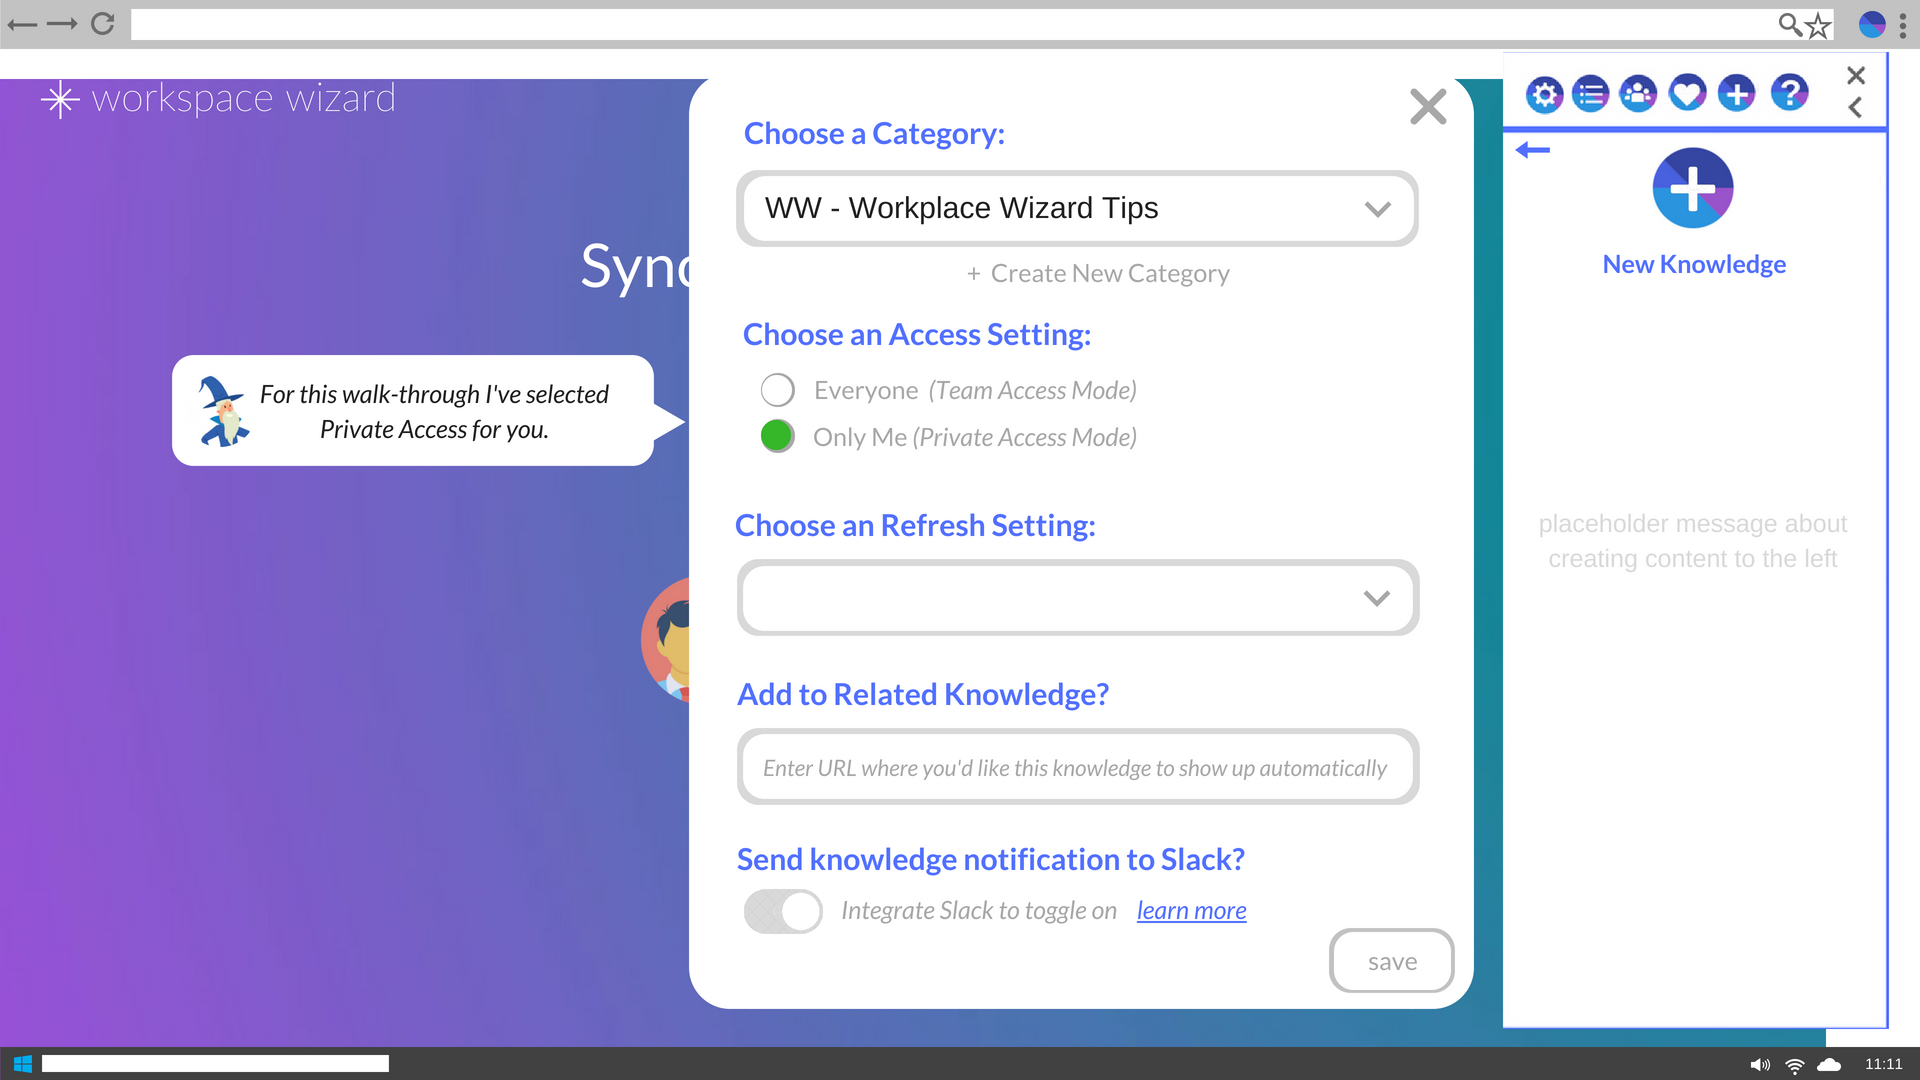 workspace wizard
Sync
For this walk-through I've selected
Private Access for you.
Choose a Category:
WW - Workplace Wizard Tips
+ Create New Category
Choose an Access Setting:
Everyone (Team Access Mode)
Only Me (Private Access Mode)
Choose an Refresh Setting:
Add to Related Knowledge?
Enter URL where you'd like this knowledge to show up automatically
Send knowledge notification to Slack?
Integrate Slack to toggle on learn more
save
New Knowledge
placeholder message about
creating content to the left
11:11